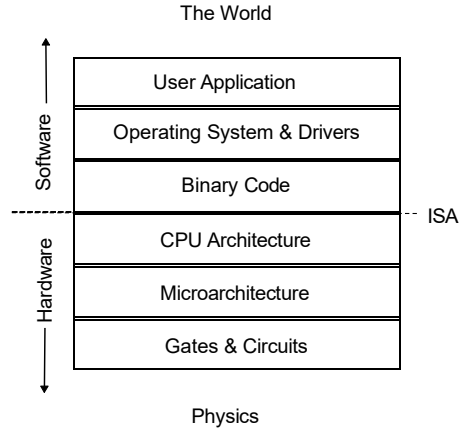 The World
User Application
Operating System & Drivers
Software
Binary Code
ISA
CPU Architecture
Hardware
Microarchitecture
Gates & Circuits
Physics